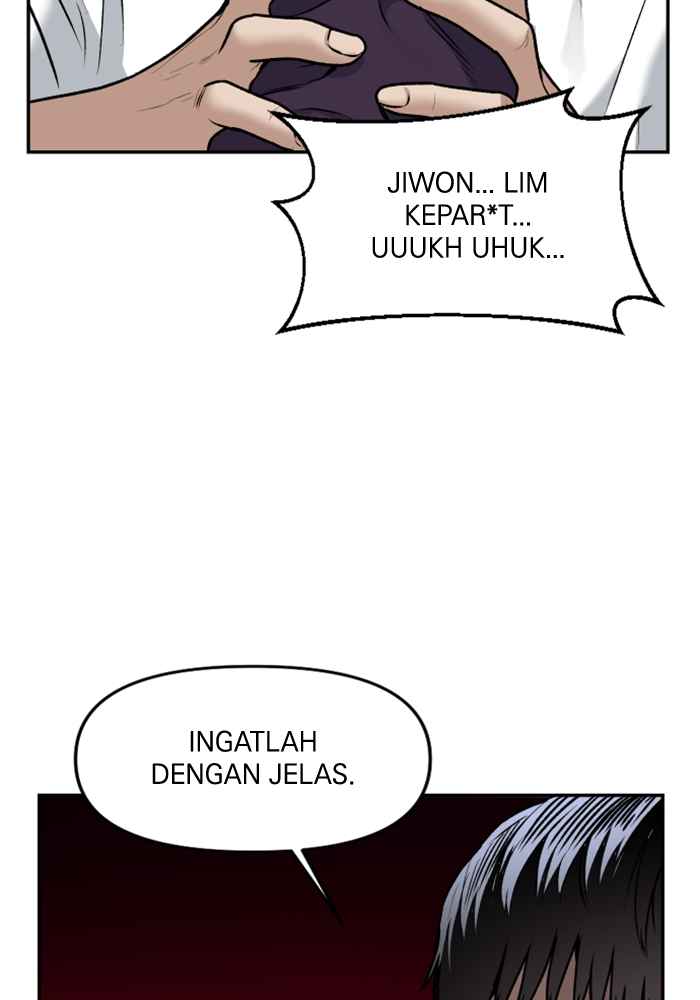 JIWON... LIM
KEPAR*T...
UUUKH UHUK...
INGATLAH
DENGAN JELAS.